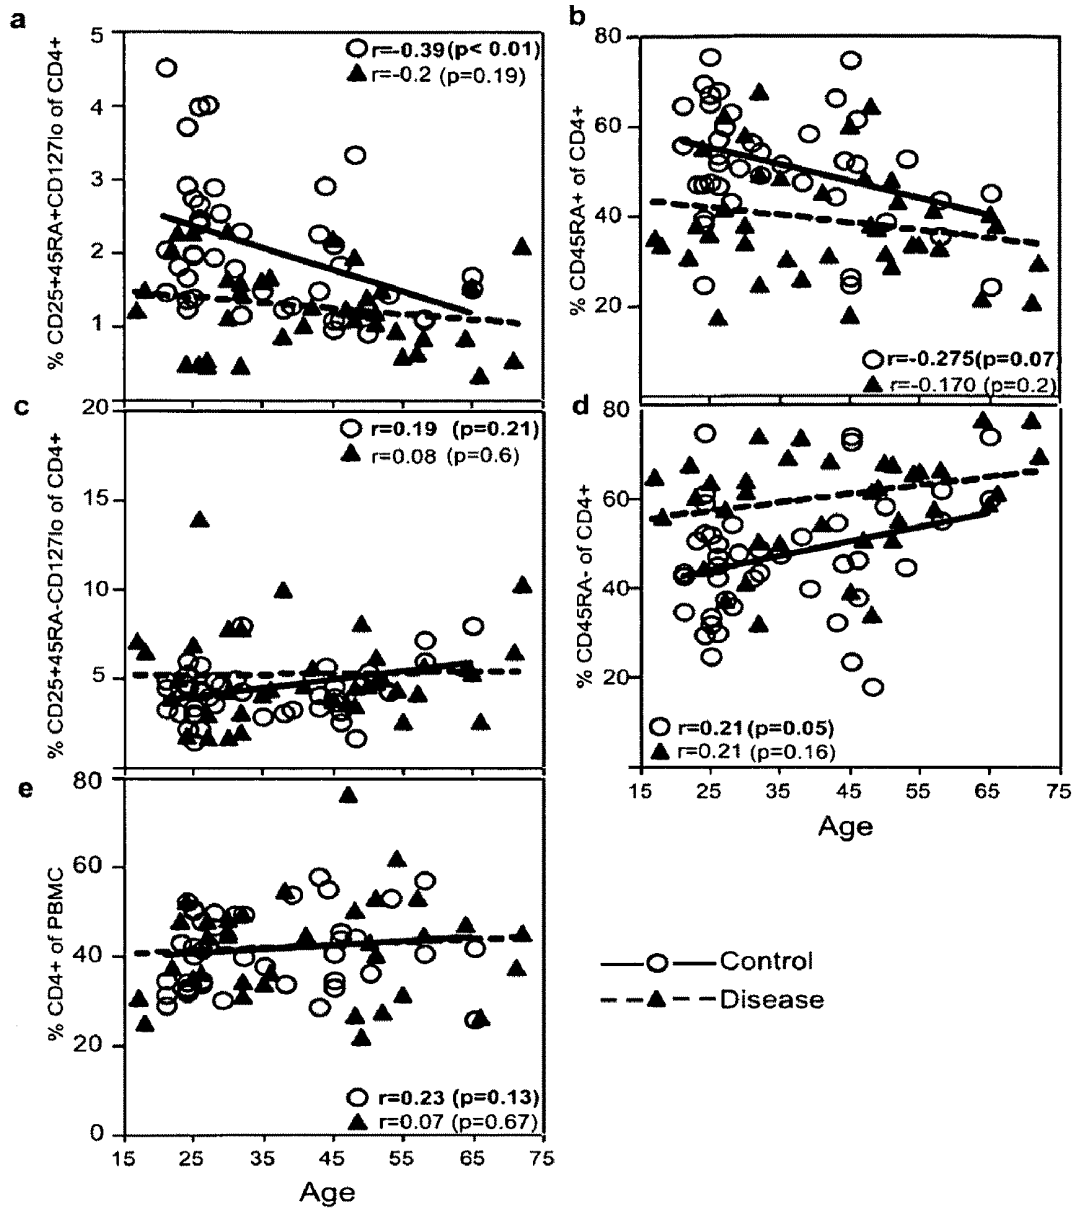 a
% CD25+45RA+CD127lo of CD4+
5
4
3
2
1
r=-0.39(p< 0.01)
r=-0.2 (p=0.19)
b
% CD45RA+ of CD4+
80
60
40
20
r=-0.275(p=0.07)
r=-0.170 (p=0.2)
c
% CD25+45RA-CD127lo of CD4+
20
15
10
5
r=0.19 (p=0.21)
r=0.08 (p=0.6)
d
% CD45RA- of CD4+
80
60
40
20
r=0.21(p=0.05)
r=0.21 (p=0.16)
15 25 35 45 55 65 75
Age
e
% CD4+ of PBMC
80
60
40
20
0
r=0.23 (p=0.13)
r=0.07 (p=0.67)
15 25 35 45 55 65 75
Age
Control
Disease